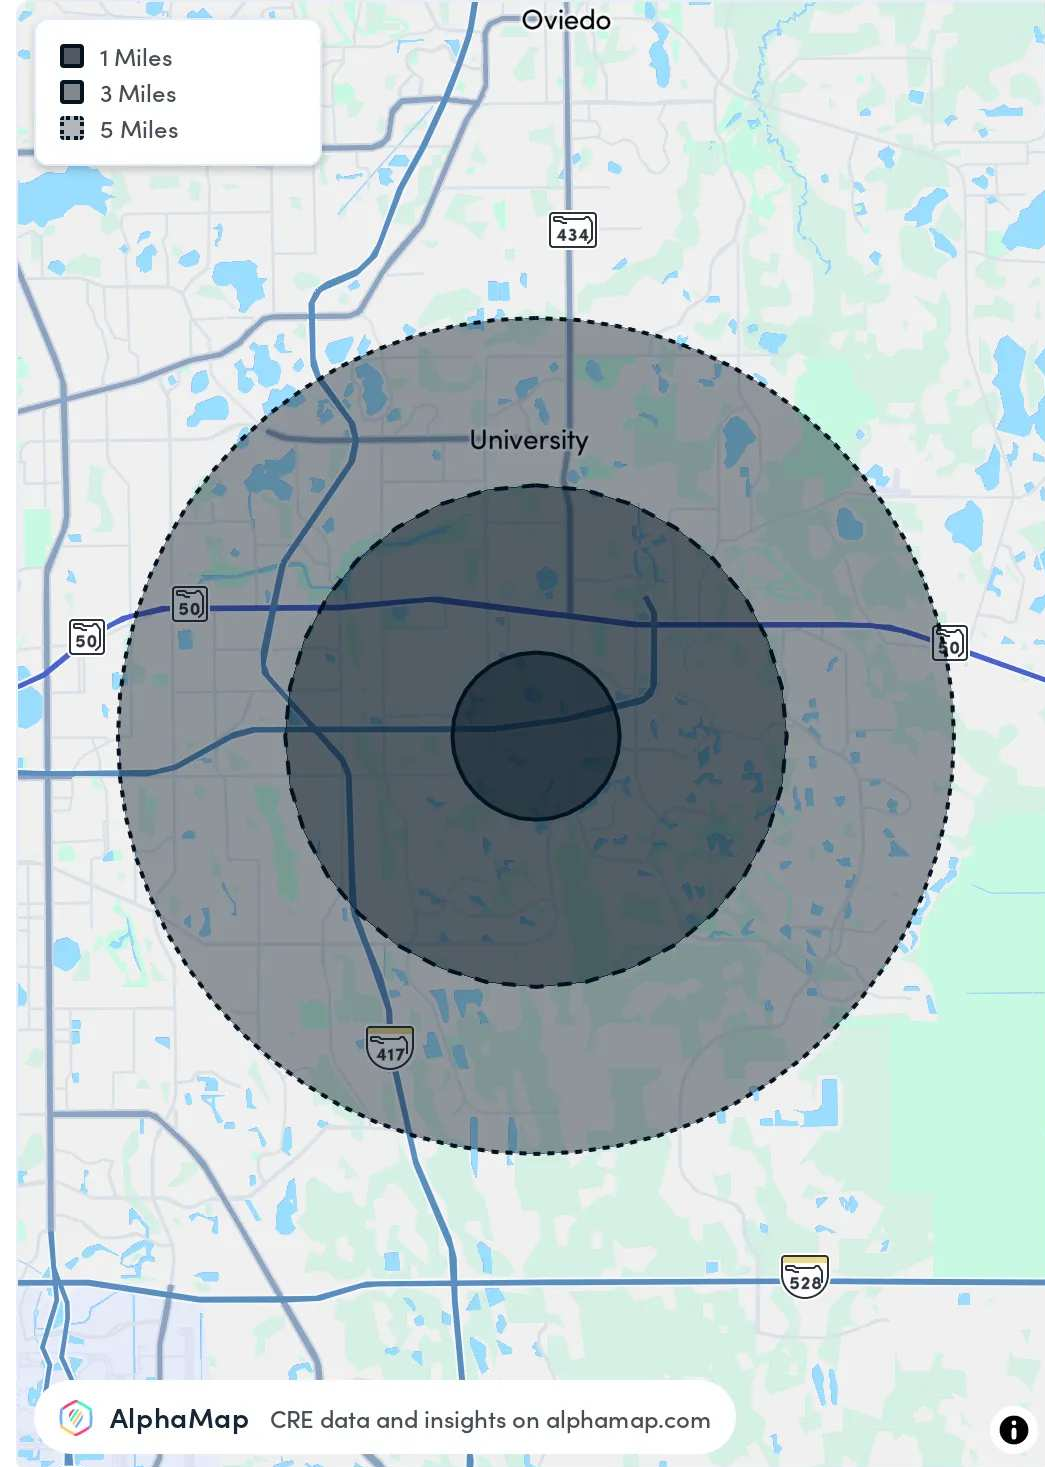 Oviedo
1 Miles
3 Miles
5 Miles
434
University
50
50
50
417
528
AlphaMap CRE data and insights on alphamap.com